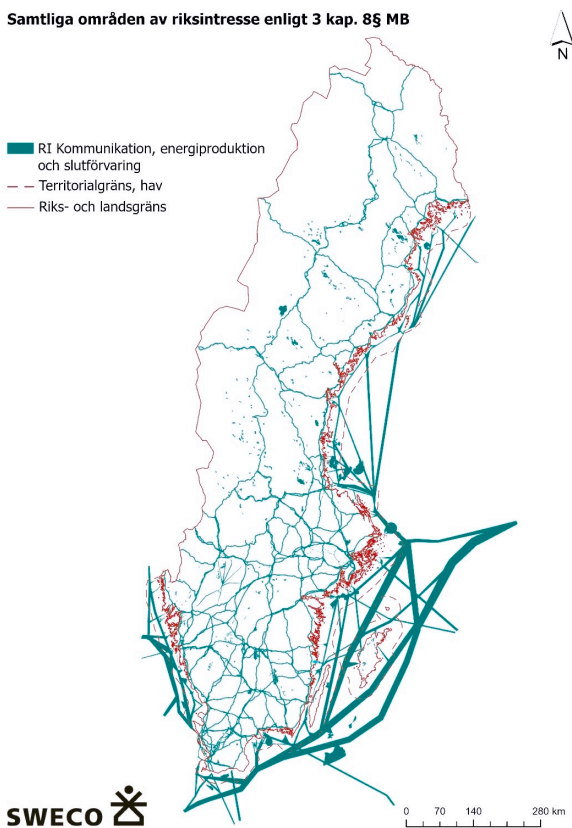 Samtliga områden av riksintresse enligt 3 kap. 8§ MB
N
RI Kommunikation, energiproduktion
och slutförvaring
Territorialgräns, hav
Riks- och landsgräns
SWECO
0 70 140 280 km